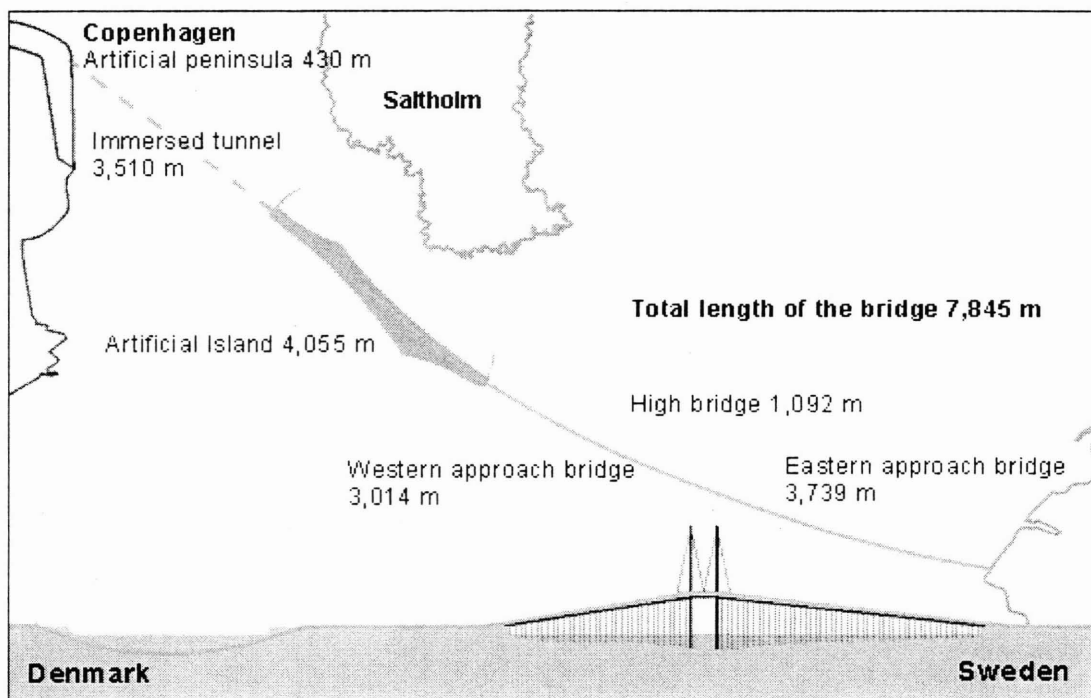 Copenhagen
Artificial peninsula 430 m
Saltholm
Immersed tunnel
3,510 m
Total length of the bridge 7,845 m
Artificial Island 4,055 m
High bridge 1,092 m
Western approach bridge
3,014 m
Eastern approach bridge
3,739 m
Denmark
Sweden